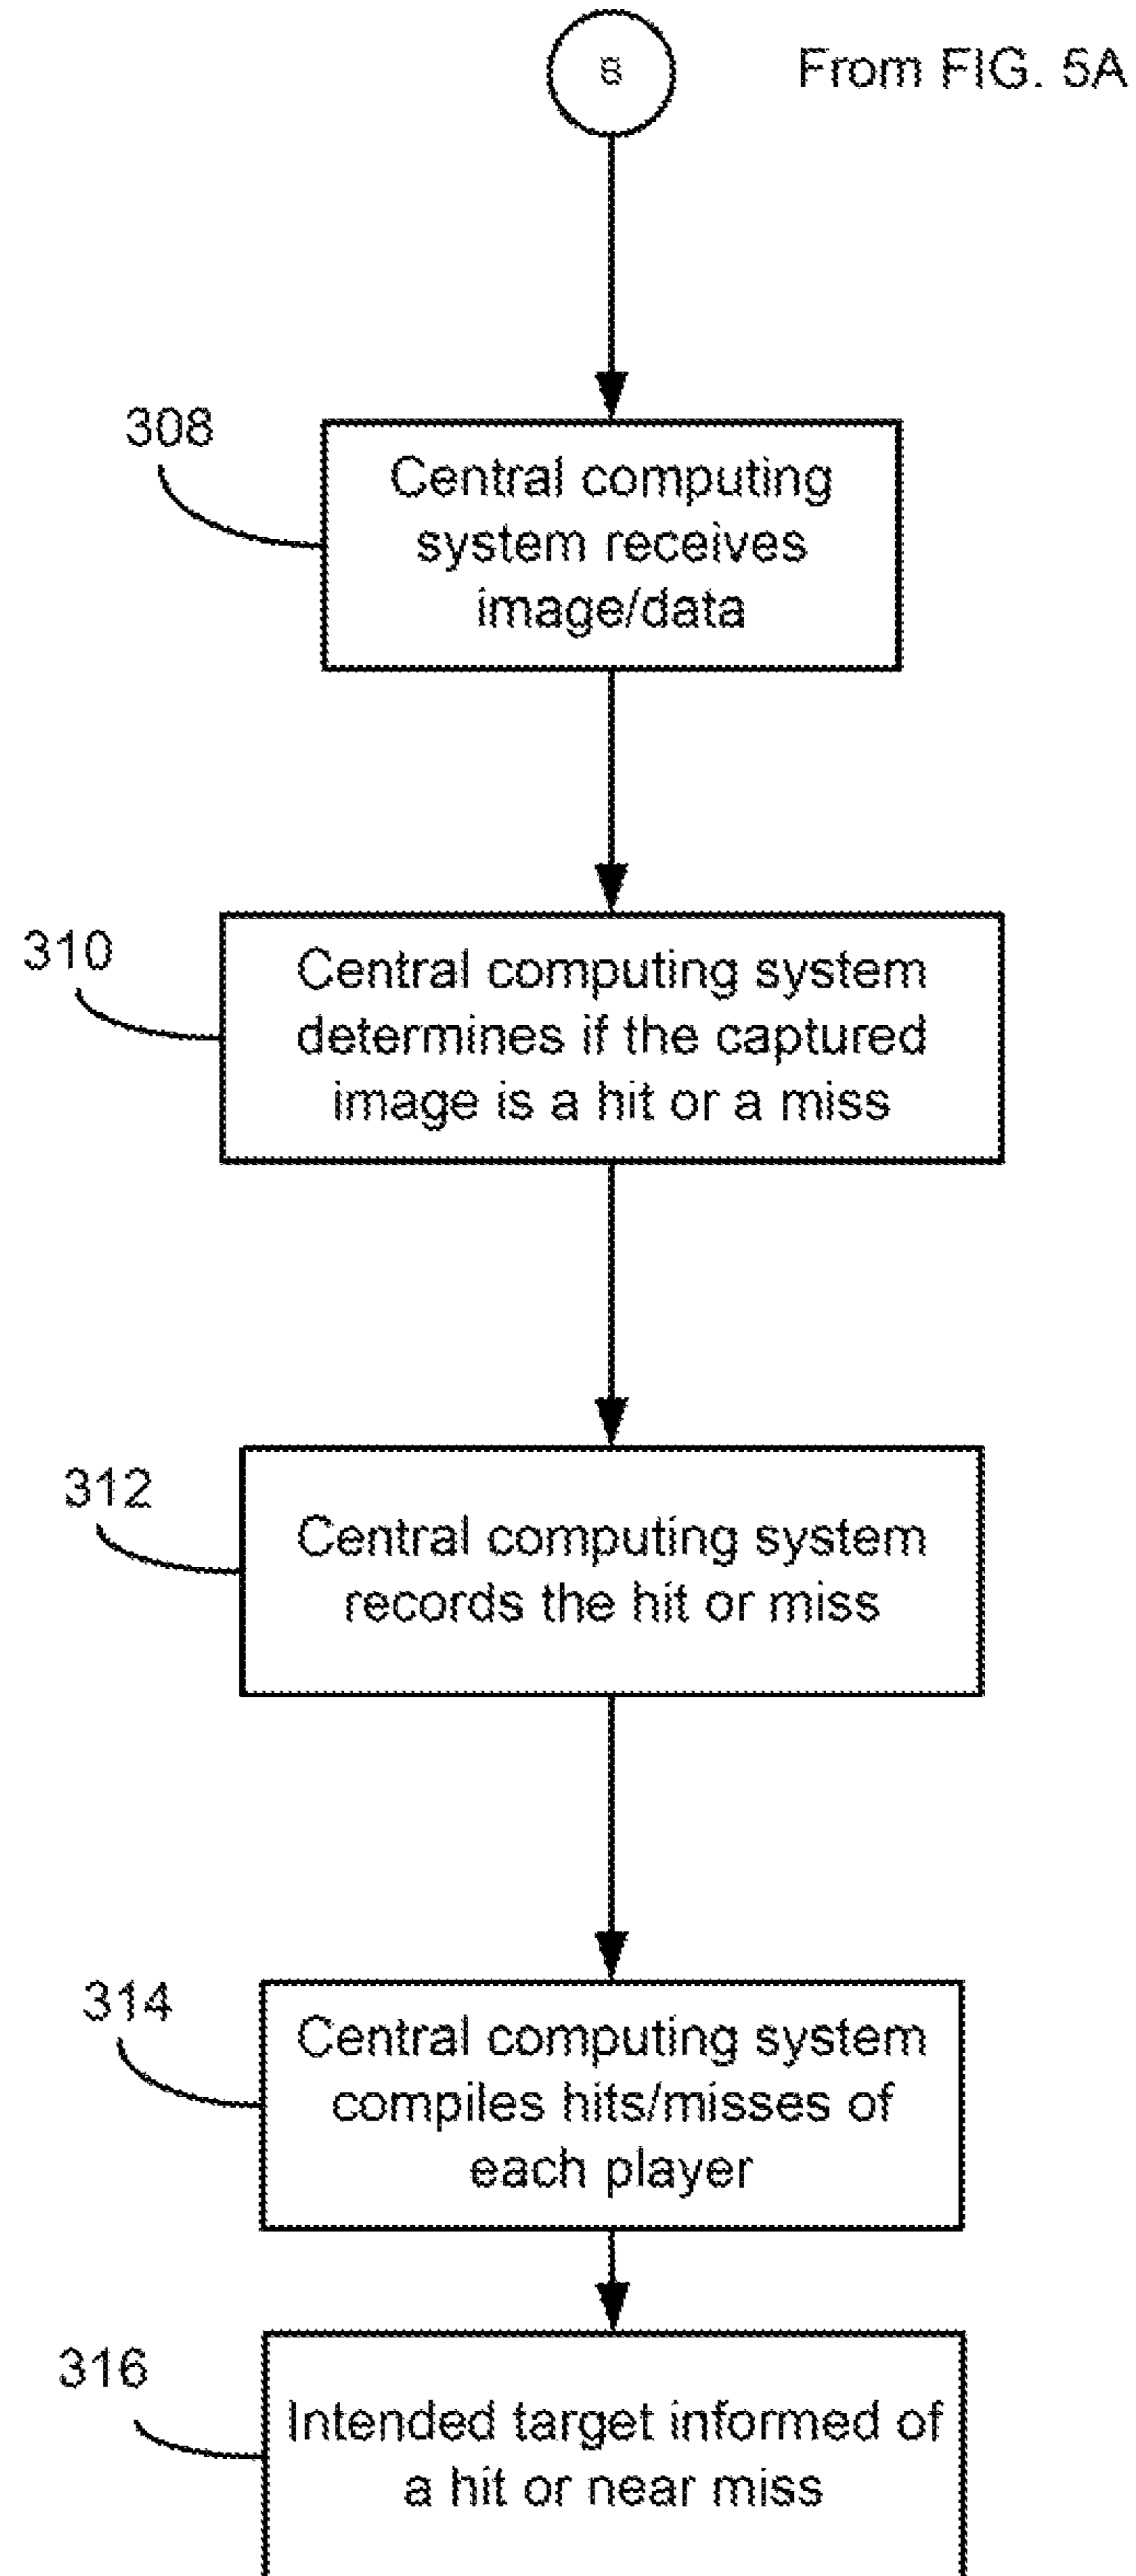 From FIG. 5A
308
Central computing
system receives
image/data
310
Central computing system
determines if the captured
image is a hit or a miss
312
Central computing system
records the hit or miss
314
Central computing system
compiles hits/misses of
each player
316
Intended target informed of
a hit or near miss